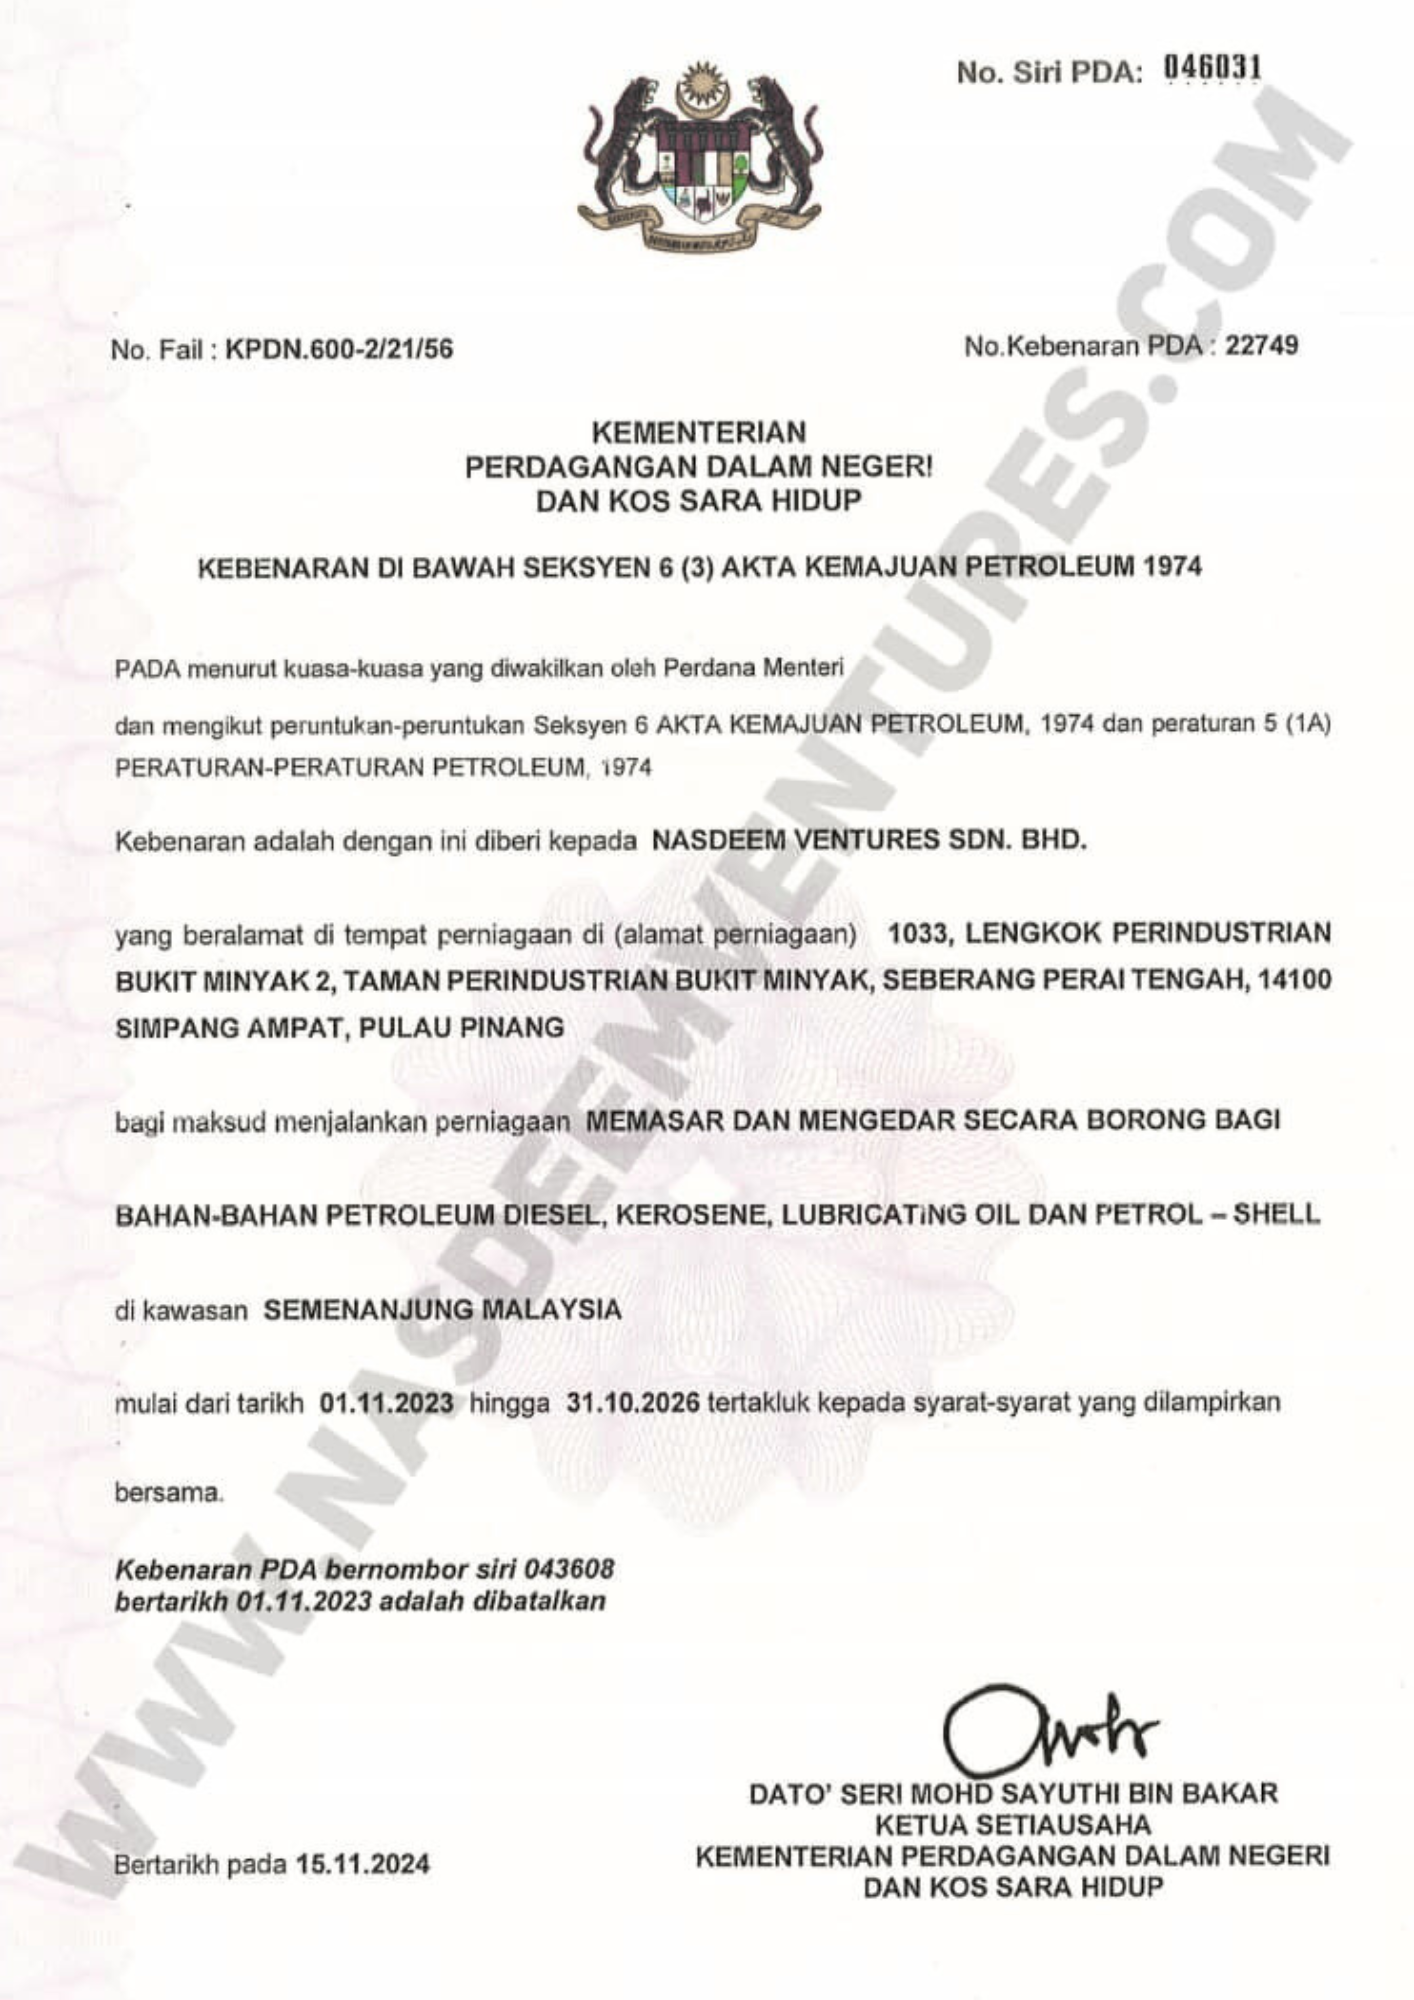 No. Siri PDA: 046031
No. Fail : KPDN.600-2/21/56
No.Kebenaran PDA : 22749
KEMENTERIAN
PERDAGANGAN DALAM NEGERI
DAN KOS SARA HIDUP
KEBENARAN DI BAWAH SEKSYEN 6 (3) AKTA KEMAJUAN PETROLEUM 1974
PADA menurut kuasa-kuasa yang diwakilkan oleh Perdana Menteri
dan mengikut peruntukan-peruntukan Seksyen 6 AKTA KEMAJUAN PETROLEUM, 1974 dan peraturan 5 (1A)
PERATURAN-PERATURAN PETROLEUM, 1974
Kebenaran adalah dengan ini diberi kepada NASDEEM VENTURES SDN. BHD.
yang beralamat di tempat perniagaan di (alamat perniagaan) 1033, LENGKOK PERINDUSTRIAN
BUKIT MINYAK 2, TAMAN PERINDUSTRIAN BUKIT MINYAK, SEBERANG PERAI TENGAH, 14100
SIMPANG AMPAT, PULAU PINANG
bagi maksud menjalankan perniagaan MEMASAR DAN MENGEDAR SECARA BORONG BAGI
BAHAN-BAHAN PETROLEUM DIESEL, KEROSENE, LUBRICATING OIL DAN PETROL – SHELL
di kawasan SEMENANJUNG MALAYSIA
mulai dari tarikh 01.11.2023 hingga 31.10.2026 tertakluk kepada syarat-syarat yang dilampirkan
bersama.
Kebenaran PDA bernombor siri 043608
bertarikh 01.11.2023 adalah dibatalkan
DATO' SERI MOHD SAYUTHI BIN BAKAR
KETUA SETIAUSAHA
KEMENTERIAN PERDAGANGAN DALAM NEGERI
DAN KOS SARA HIDUP
Bertarikh pada 15.11.2024
WWW.NASDEEMVENTURES.COM